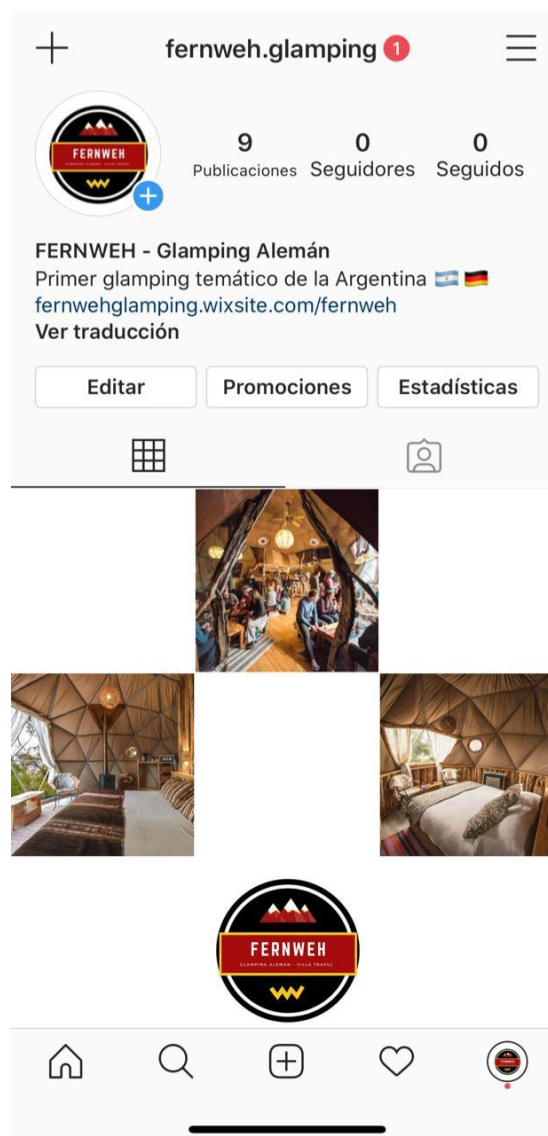 fernweh.glamping 1
FERNWEH
9 0 0
Publicaciones Seguidores Seguidos
FERNWEH - Glamping Alemán
Primer glamping temático de la Argentina 🇦🇷 🇩🇪
fernwehglamping.wixsite.com/fernweh
Ver traducción
Editar Promociones Estadísticas
FERNWEH
GLAMPING ALEMAN - VILLA TRAFUL